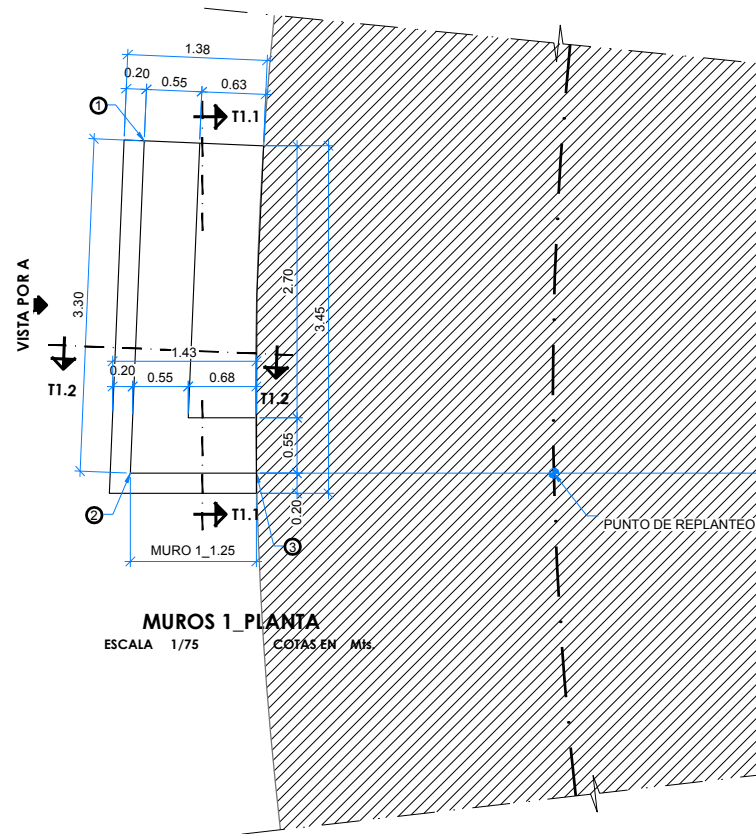 1.38
0.20
0.55
0.63
1
T1.1
VISTA POR A
3.30
2.70
3.45
1.43
0.20
0.55
0.68
T1.2
T1.2
0.55
0.20
2
T1.1
3
PUNTO DE REPLANTEO
MURO 1_1.25
MUROS 1_PLANTA
ESCALA 1/75 COTAS EN Mts.